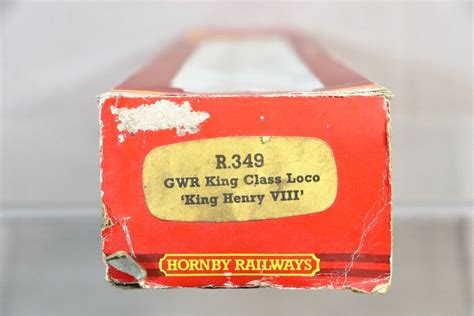 R.349
GWR King Class Loco
‘King Henry VIII’
HORNBY RAILWAYS